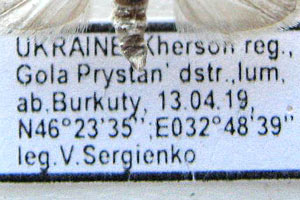 UKRAINE, Kherson reg.,
Gola Prystan' dstr.,lum,
ab.Burkuty, 13.04.19,
N46°23'35";E032°48'39"
leg.V.Sergienko